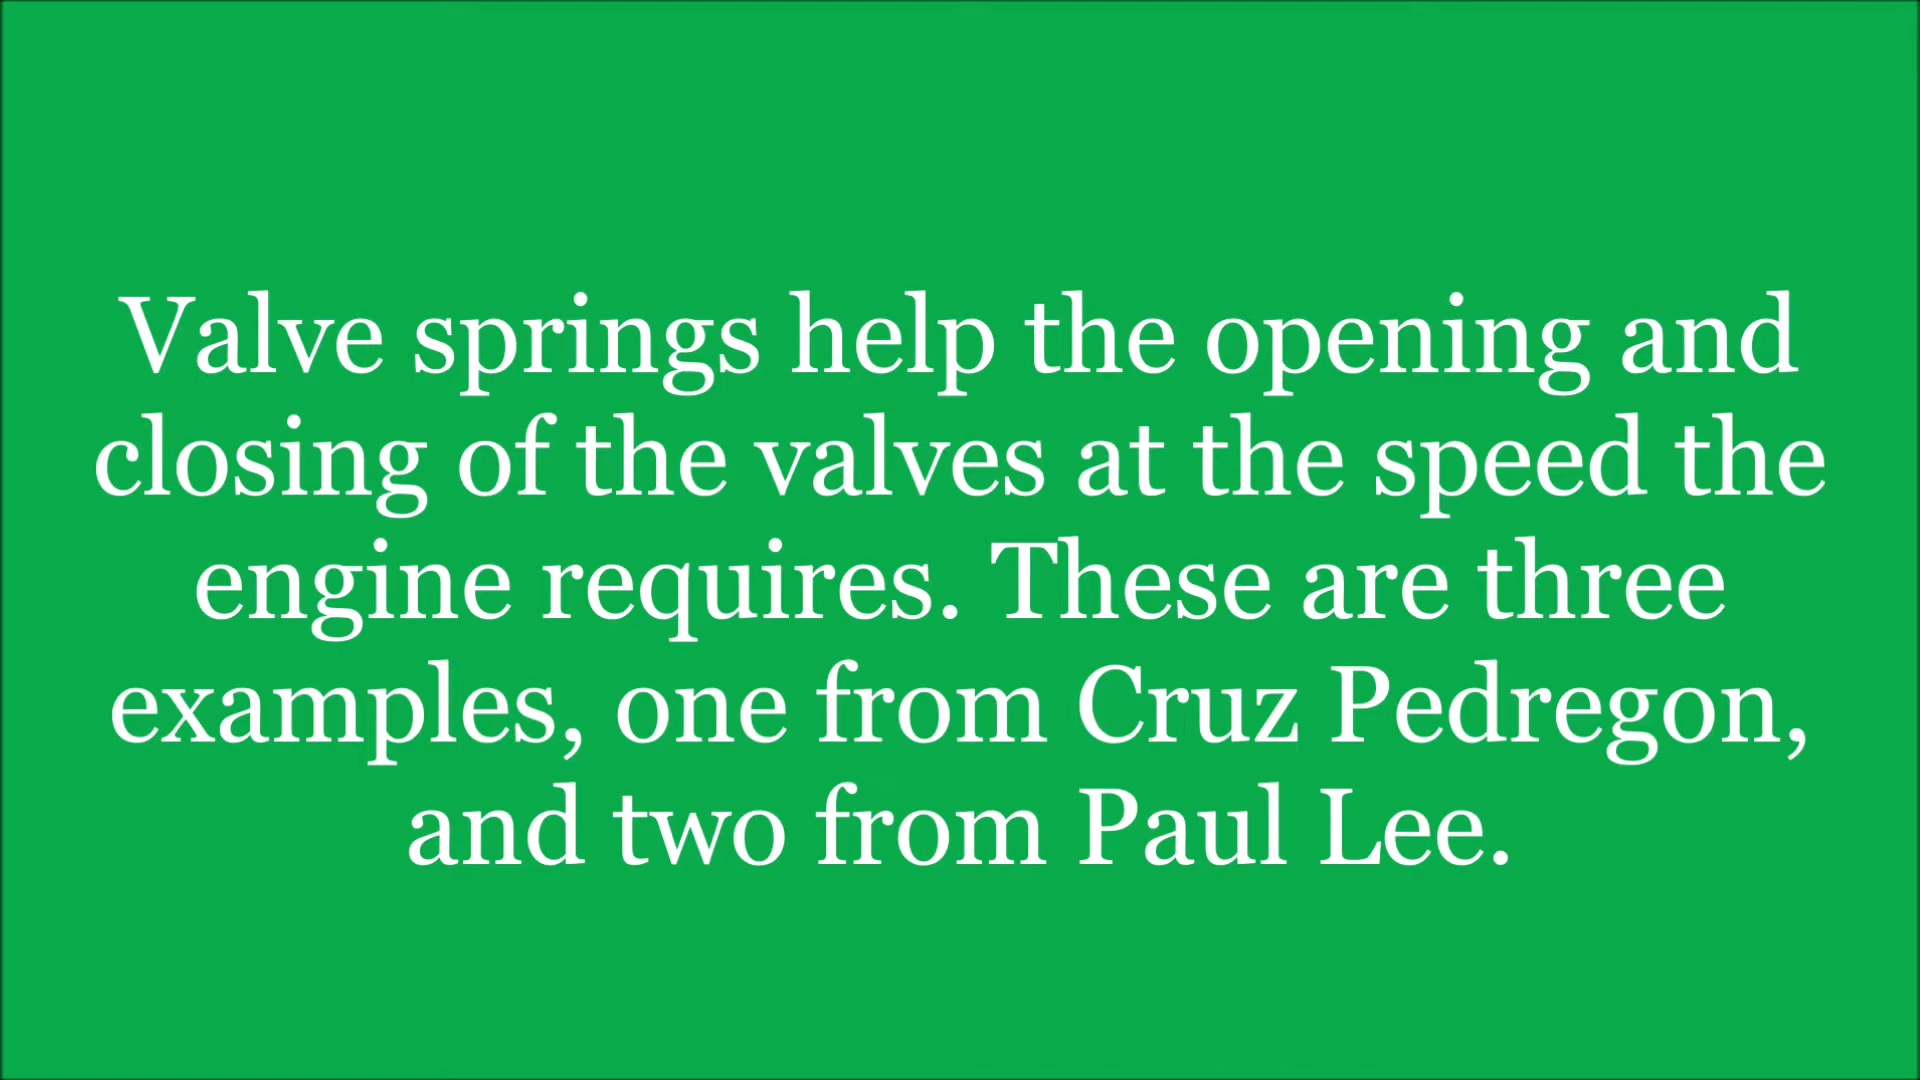 Valve springs help the opening and
closing of the valves at the speed the
engine requires. These are three
examples, one from Cruz Pedregon,
and two from Paul Lee.